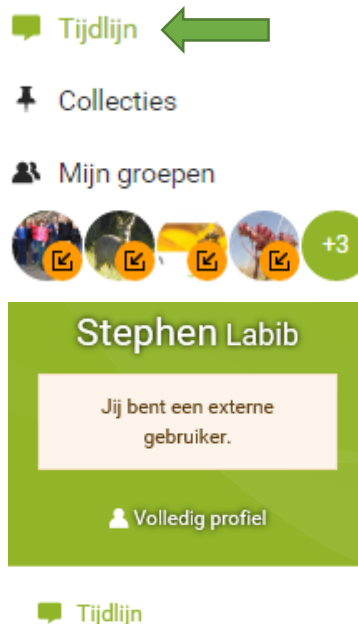 Tijdlijn
Collecties
Mijn groepen
+3
Stephen Labib
Jij bent een externe
gebruiker.
Volledig profiel
Tijdlijn